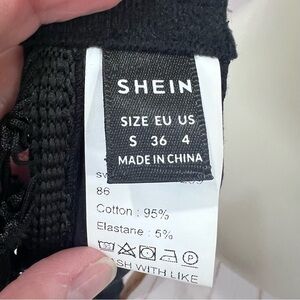 SHEIN
SIZE EU US
S 36 4
MADE IN CHINA
86
Cotton : 95%
Elastane : 5%
WITH LIKE